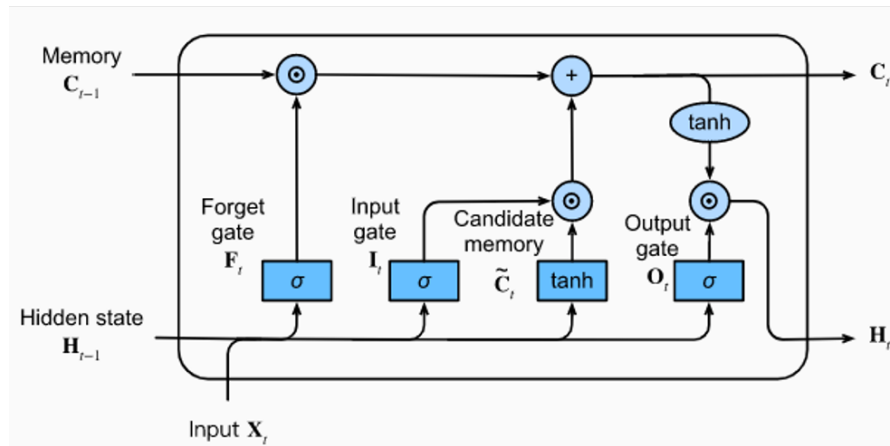 Memory
C_{t-1}
⊙
+
C_t
tanh
Forget
gate
F_t
Input
gate
I_t
Candidate
memory
C̃_t
⊙
Output
gate
O_t
⊙
σ
σ
tanh
σ
Hidden state
H_{t-1}
H_t
Input X_t